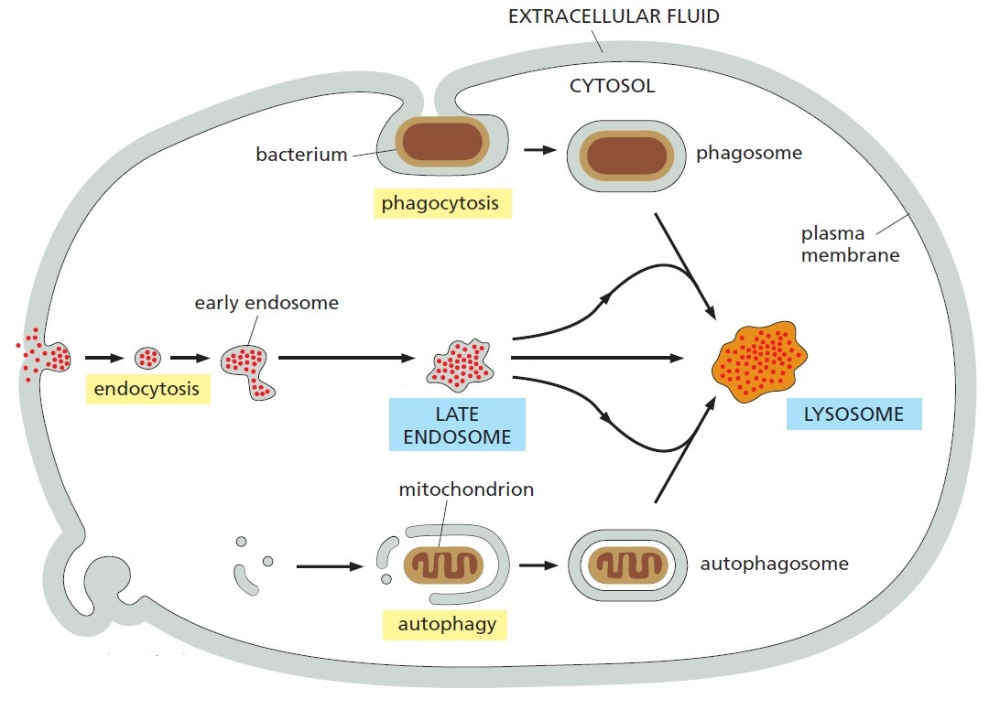 EXTRACELLULAR FLUID
CYTOSOL
bacterium
phagosome
phagocytosis
plasma
membrane
early endosome
endocytosis
LATE
ENDOSOME
LYSOSOME
mitochondrion
autophagosome
autophagy